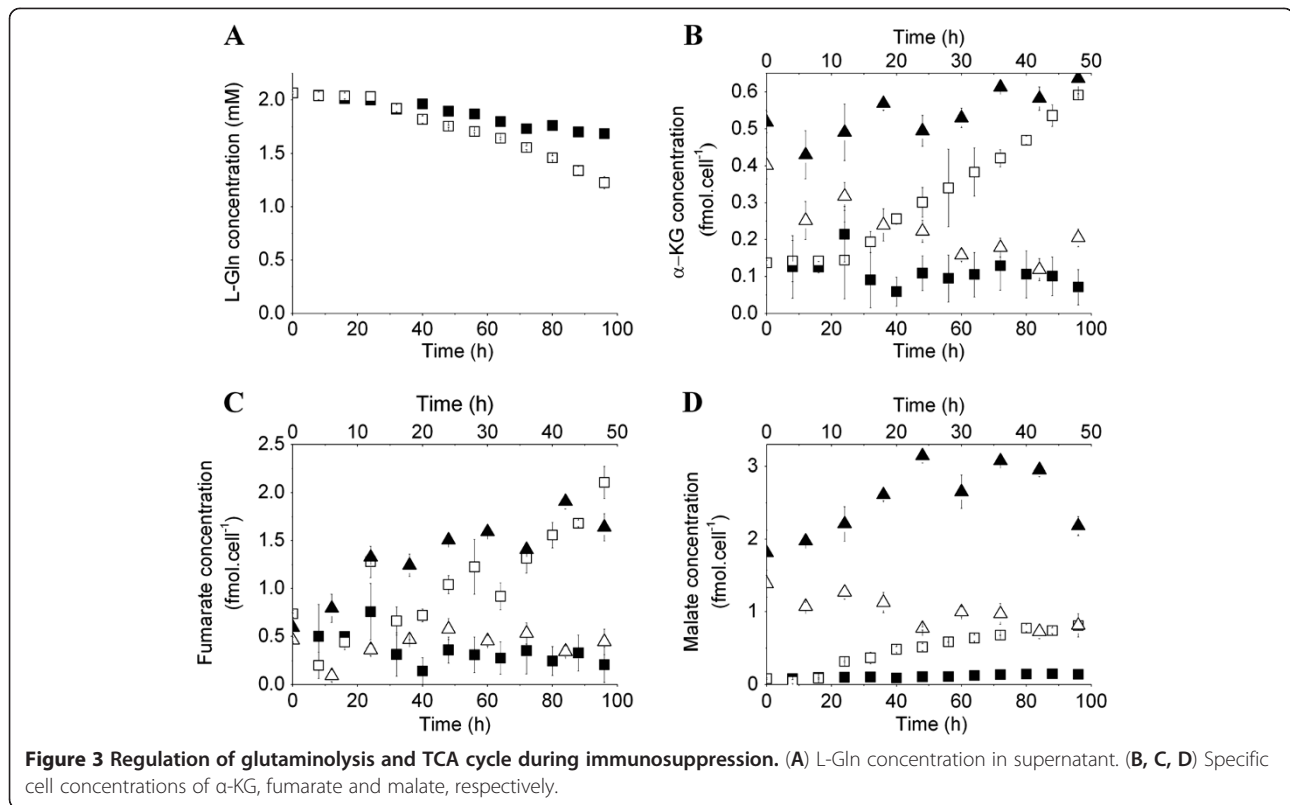 A
L-Gln concentration (mM)
2.0
1.5
1.0
0.5
0.0
0 20 40 60 80 100
Time (h)
B
Time (h)
0 10 20 30 40 50
α–KG concentration
(fmol.cell⁻¹)
0.6
0.5
0.4
0.3
0.2
0.1
0.0
0 20 40 60 80 100
Time (h)
C
Time (h)
0 10 20 30 40 50
Fumarate concentration
(fmol.cell⁻¹)
2.5
2.0
1.5
1.0
0.5
0.0
0 20 40 60 80 100
Time (h)
D
Time (h)
0 10 20 30 40 50
Malate concentration
(fmol.cell⁻¹)
3
2
1
0
0 20 40 60 80 100
Time (h)
Figure 3 Regulation of glutaminolysis and TCA cycle during immunosuppression. (A) L-Gln concentration in supernatant. (B, C, D) Specific
cell concentrations of α-KG, fumarate and malate, respectively.